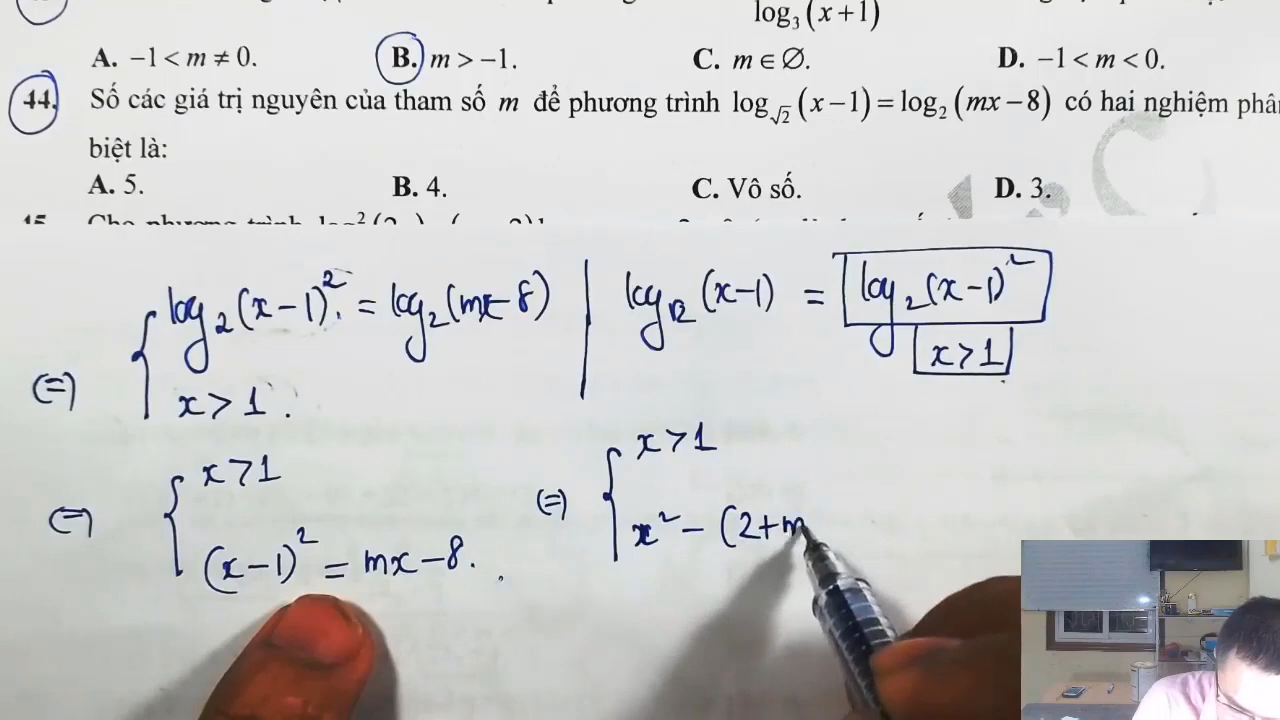 log₃(x+1)
A. −1 < m ≠ 0. B. m > −1. C. m ∈ ∅. D. −1 < m < 0.
44. Số các giá trị nguyên của tham số m để phương trình log_√2 (x−1) = log₂ (mx−8) có hai nghiệm phân
biệt là:
A. 5. B. 4. C. Vô số. D. 3.
log₂(x−1)² = log₂(mx−8) | log_√2 (x−1) = log₂(x−1)²
(=) x > 1. x > 1
x > 1 x > 1
(=) (x−1)² = mx−8. (=) x² − (2+m